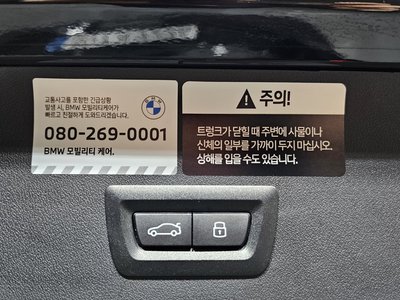 교통사고를 포함한 긴급상황
발생 시, BMW 모빌리티케어가
빠르고 친절하게 도와드리겠습니다.
080-269-0001
BMW 모빌리티 케어.
주의!
트렁크가 닫힐 때 주변에 사물이나
신체의 일부를 가까이 두지 마십시오.
상해를 입을 수도 있습니다.